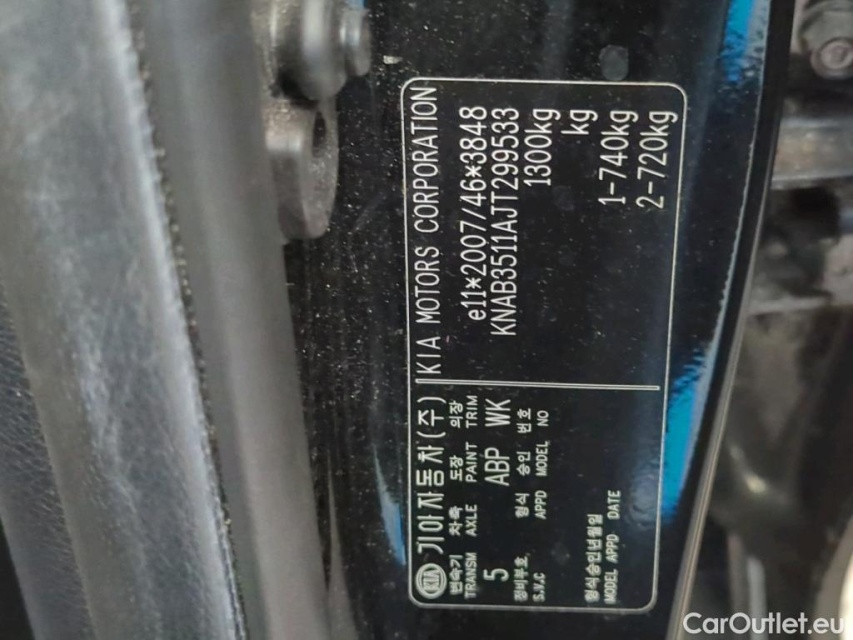 KIA 기아자동차(주) KIA MOTORS CORPORATION
변속기 차축 도장 의장
TRANSM AXLE PAINT TRIM
5 ABP WK
정비부호. 형식 승인 번호
S.V.C APPD MODEL NO
형식승인년월일
MODEL APPD DATE
e11*2007/46*3848
KNAB3511AJT299533
1300kg
kg
1-740kg
2-720kg
CarOutlet.eu